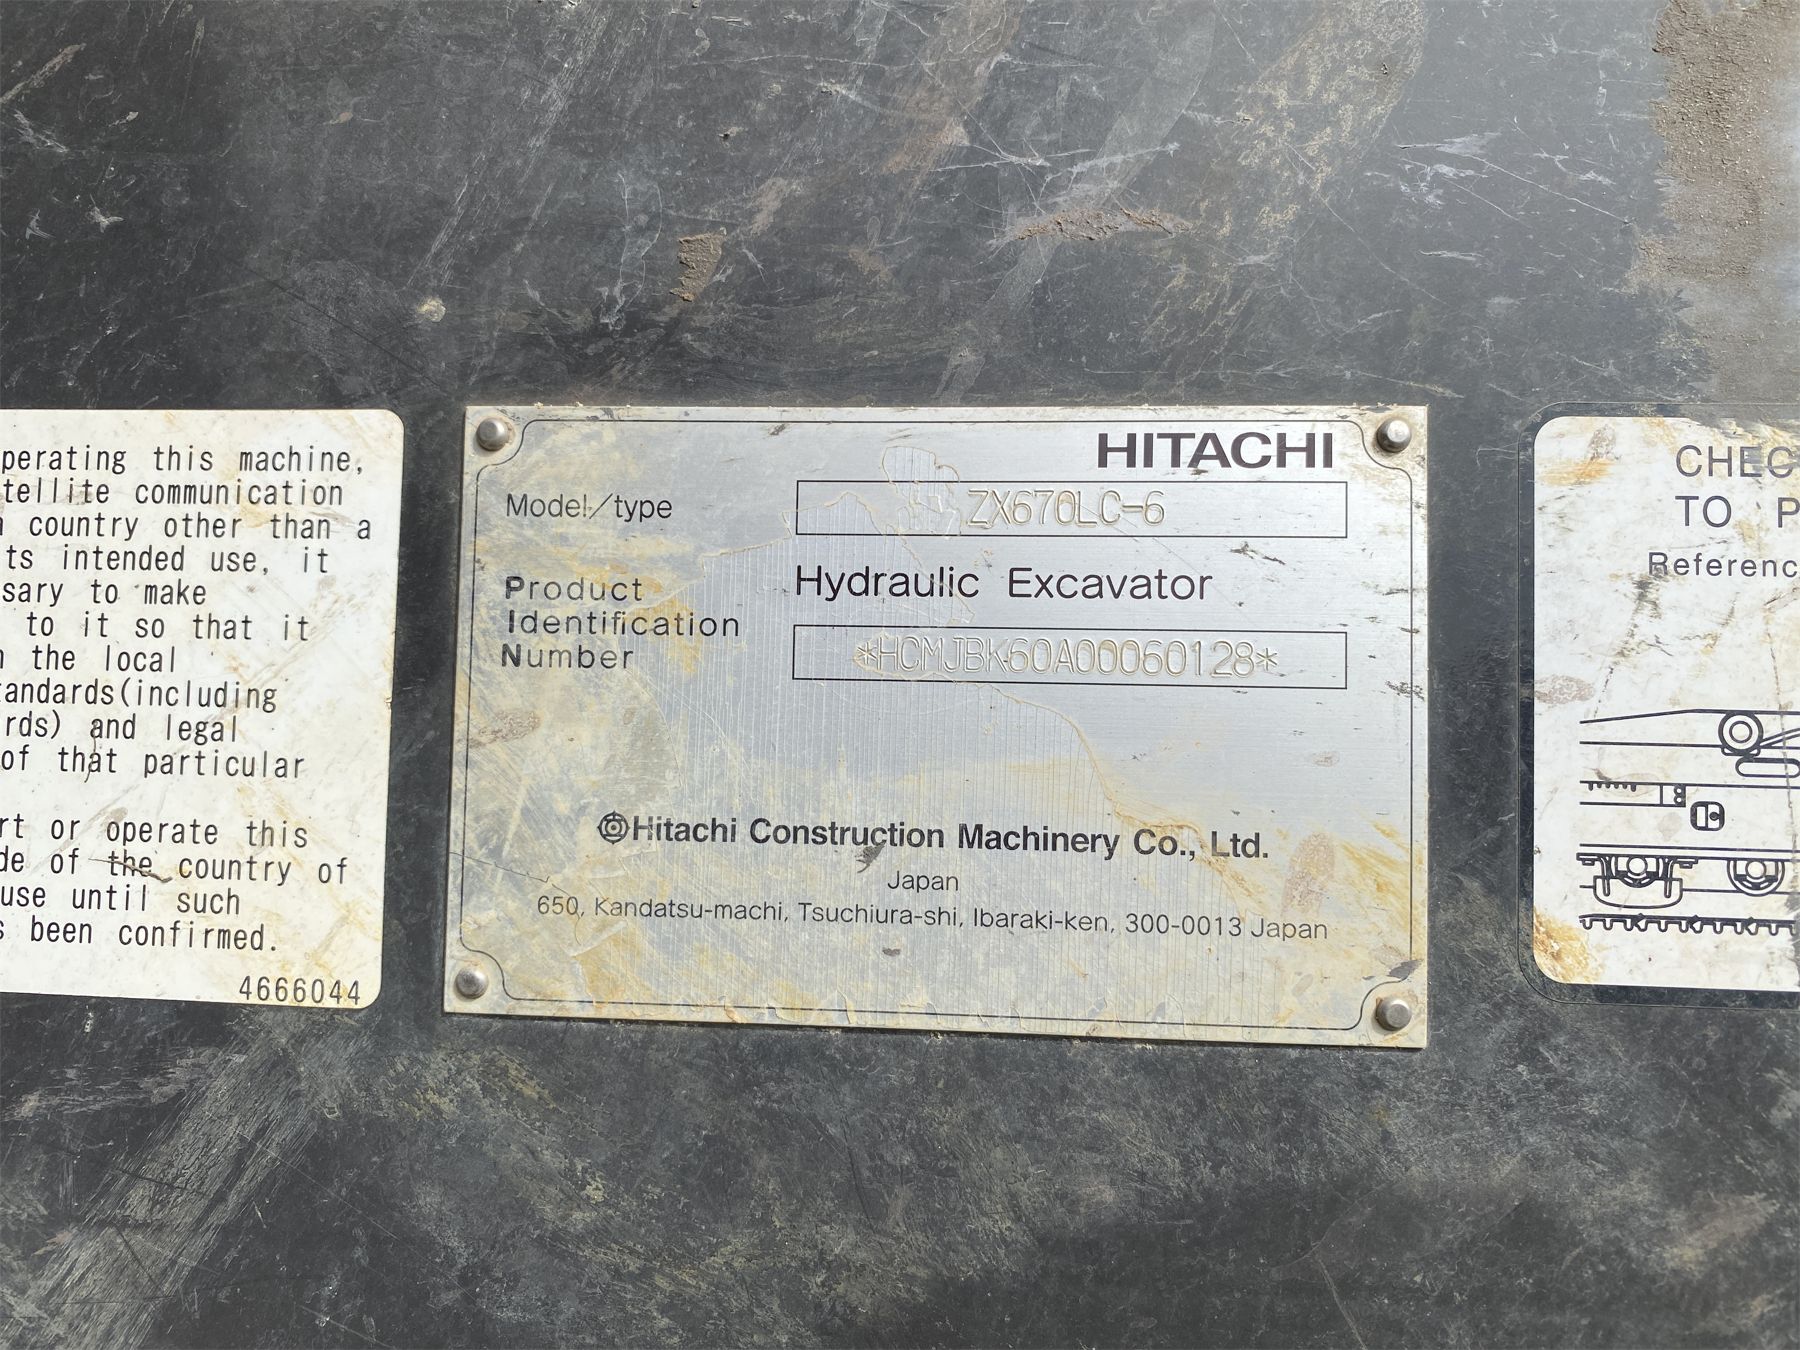 perating this machine,
tellite communication
country other than a
ts intended use, it
sary to make
to it so that it
the local
tandards(including
rds) and legal
of that particular
rt or operate this
de of the country of
use until such
s been confirmed.
4666044
HITACHI
Model/type ZX670LC-6
Hydraulic Excavator
Product
Identification
Number *HCMJBK60A00060128*
Hitachi Construction Machinery Co., Ltd.
Japan
650, Kandatsu-machi, Tsuchiura-shi, Ibaraki-ken, 300-0013 Japan
CHEC
TO P
Referenc